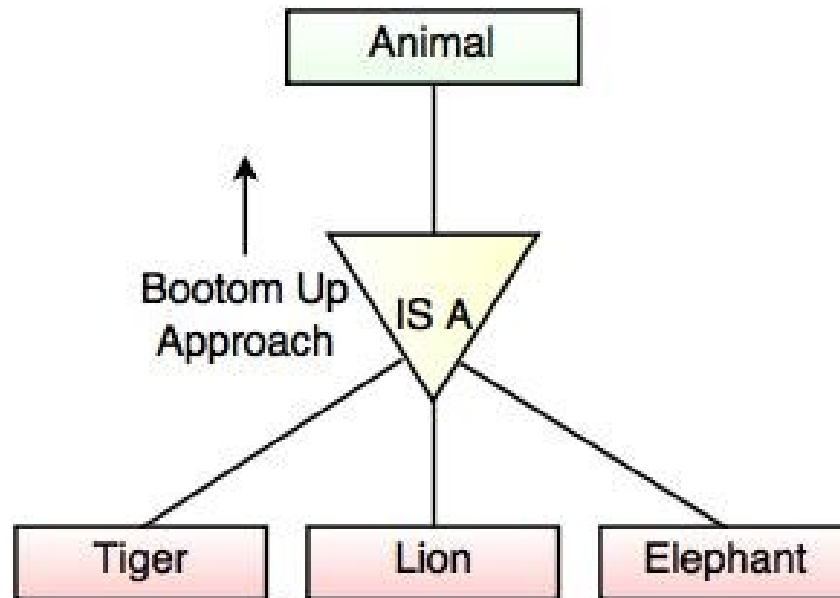 Animal
Bootom Up
Approach
IS A
Tiger
Lion
Elephant